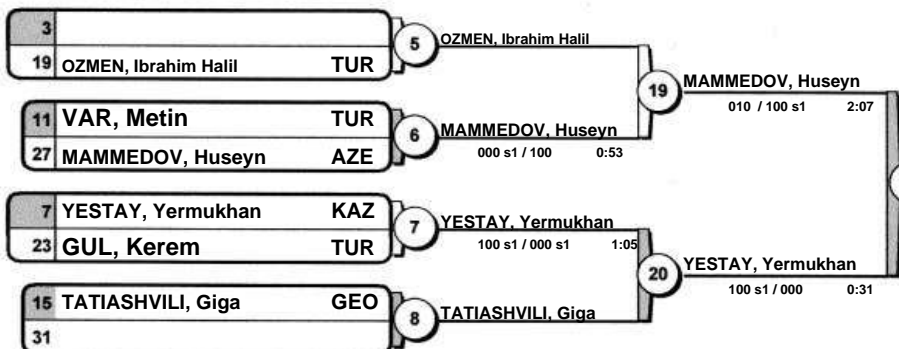 3
19 OZMEN, Ibrahim Halil TUR
5
OZMEN, Ibrahim Halil
11 VAR, Metin TUR
27 MAMMEDOV, Huseyn AZE
6
MAMMEDOV, Huseyn
000 s1 / 100 0:53
19
MAMMEDOV, Huseyn
010 / 100 s1 2:07
7 YESTAY, Yermukhan KAZ
23 GUL, Kerem TUR
7
YESTAY, Yermukhan
100 s1 / 000 s1 1:05
15 TATIASHVILI, Giga GEO
31
8
TATIASHVILI, Giga
20
YESTAY, Yermukhan
100 s1 / 000 0:31